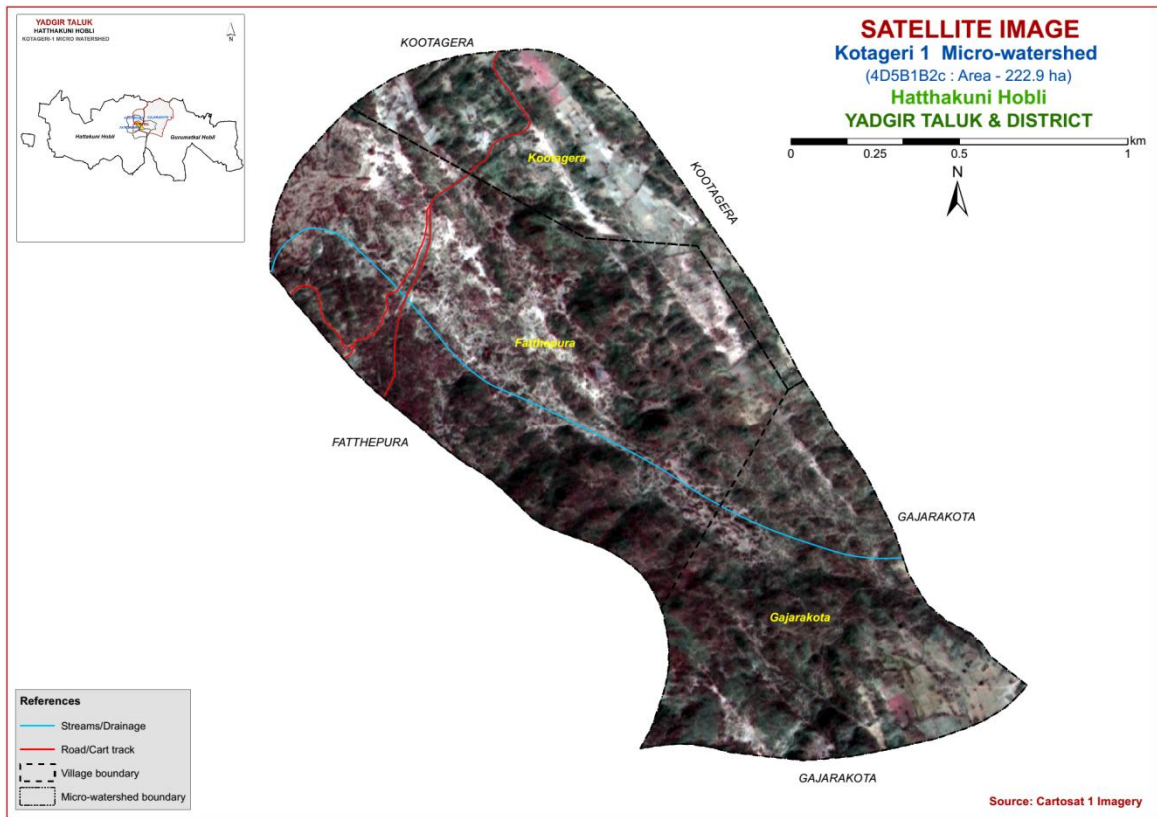 YADGIR TALUK
HATTHAKUNI HOBLI
KOTAGERI-1 MICRO WATERSHED
N
Hattakuni Hobli
Gurumatkal Hobli
SATELLITE IMAGE
Kotageri 1 Micro-watershed
(4D5B1B2c : Area - 222.9 ha)
Hatthakuni Hobli
YADGIR TALUK & DISTRICT
km
0 0.25 0.5 1
N
KOOTAGERA
Kootagera
KOOTAGERA
Fatthepura
FATTHEPURA
GAJARAKOTA
Gajarakota
GAJARAKOTA
References
Streams/Drainage
Road/Cart track
Village boundary
Micro-watershed boundary
Source: Cartosat 1 Imagery